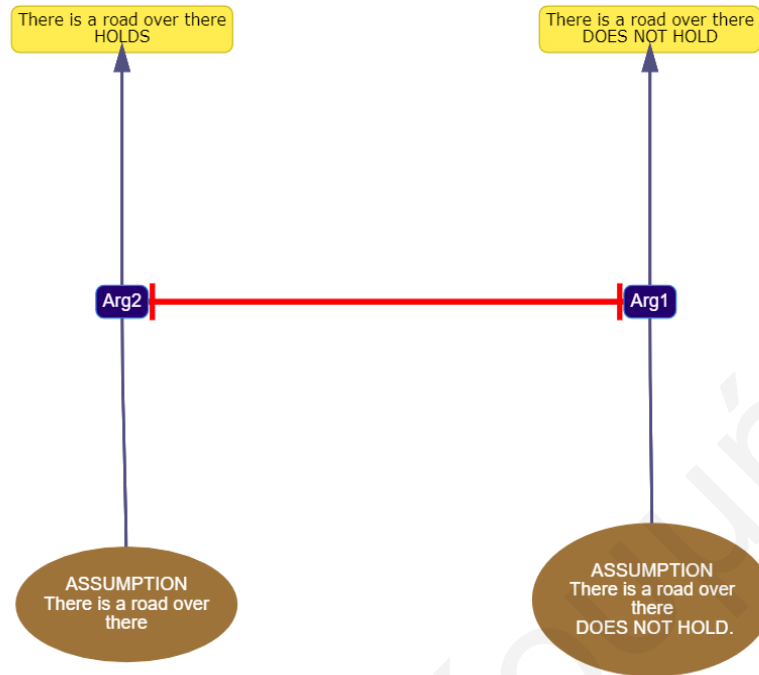 There is a road over there
HOLDS
There is a road over there
DOES NOT HOLD
Arg2
Arg1
ASSUMPTION
There is a road over
there
ASSUMPTION
There is a road over
there
DOES NOT HOLD.